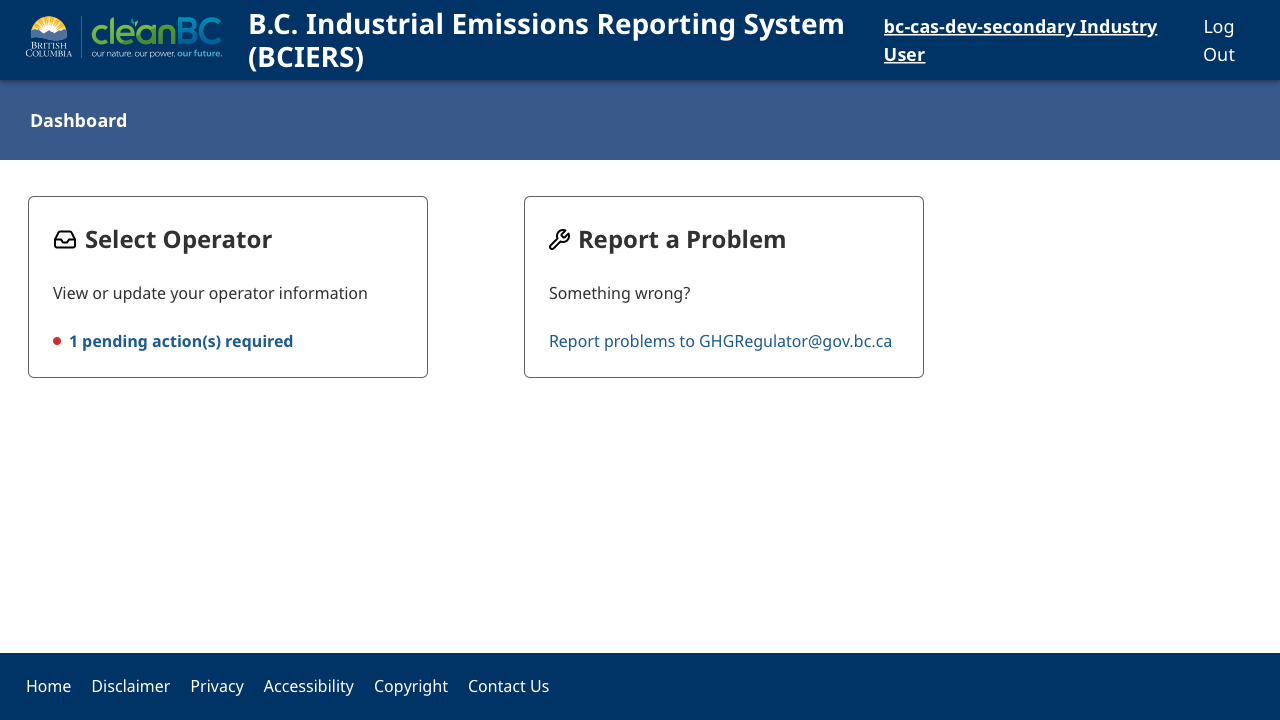 BRITISH
COLUMBIA
cleanBC
our nature. our power. our future.
B.C. Industrial Emissions Reporting System
(BCIERS)
bc-cas-dev-secondary Industry
User
Log
Out
Dashboard
Select Operator
View or update your operator information
1 pending action(s) required
Report a Problem
Something wrong?
Report problems to GHGRegulator@gov.bc.ca
Home Disclaimer Privacy Accessibility Copyright Contact Us